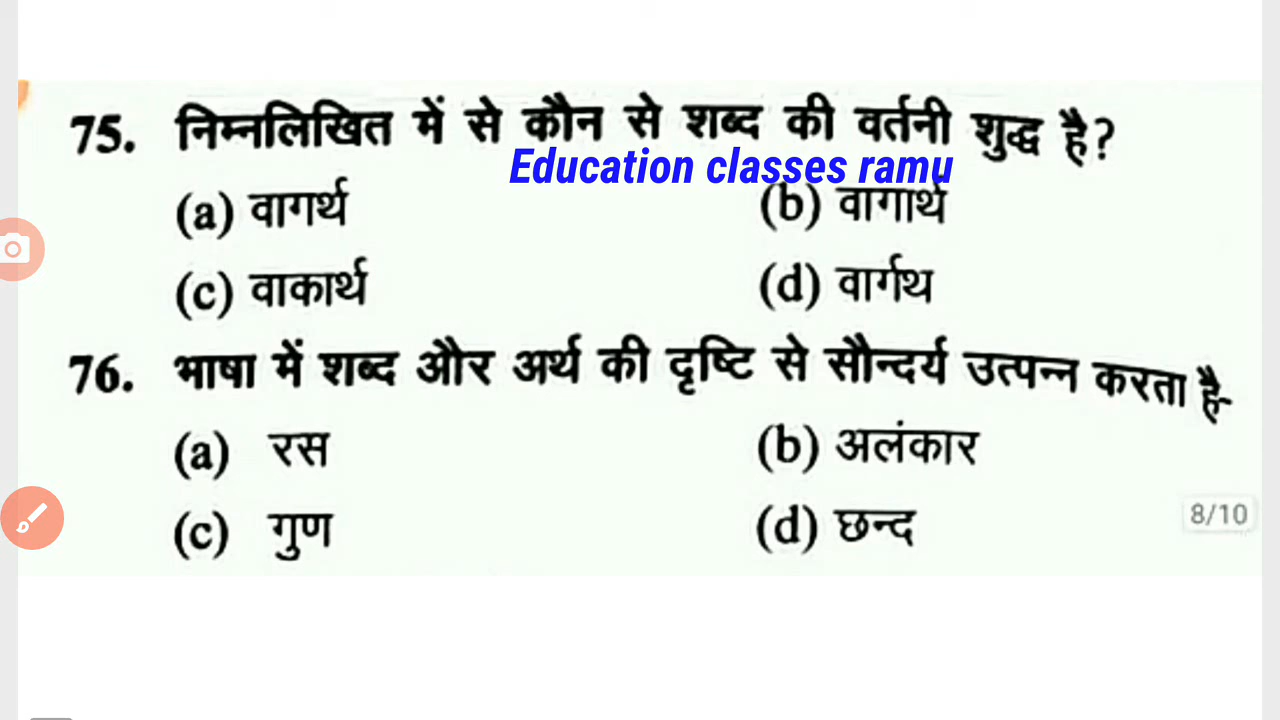 75. निम्नलिखित में से कौन से शब्द की वर्तनी शुद्ध है?
Education classes ramu
(a) वागर्थ (b) वागार्थ
(c) वाकार्थ (d) वार्गथ
76. भाषा में शब्द और अर्थ की दृष्टि से सौन्दर्य उत्पन्न करता है-
(a) रस (b) अलंकार
(c) गुण (d) छन्द
8/10